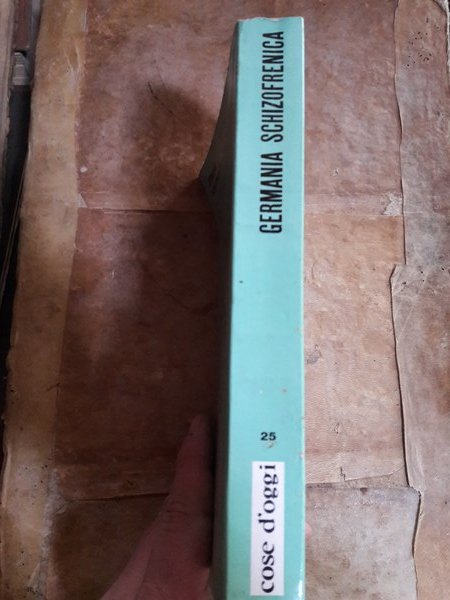 GERMANIA SCHIZOFRENICA
25
cose d'oggi